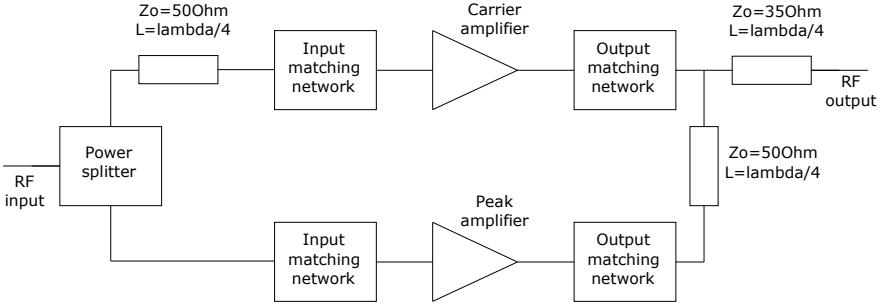 Zo=50Ohm
L=lambda/4
Input
matching
network
Carrier
amplifier
Output
matching
network
Zo=35Ohm
L=lambda/4
RF
output
Power
splitter
RF
input
Zo=50Ohm
L=lambda/4
Input
matching
network
Peak
amplifier
Output
matching
network